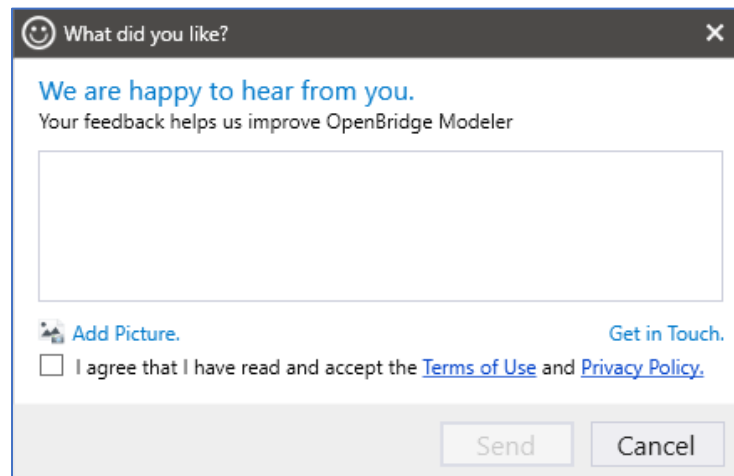 What did you like?
We are happy to hear from you.
Your feedback helps us improve OpenBridge Modeler
Add Picture.
Get in Touch.
I agree that I have read and accept the Terms of Use and Privacy Policy.
Send
Cancel